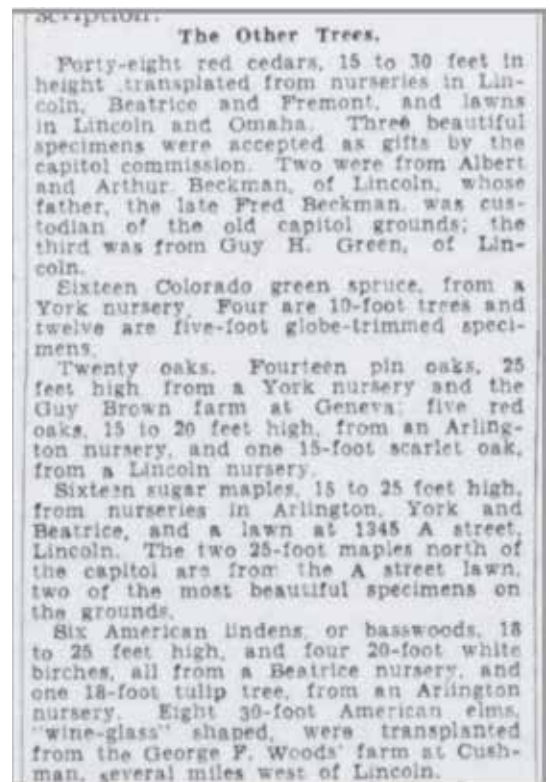 scription:
The Other Trees.
Forty-eight red cedars, 15 to 30 feet in
height ,transplated from nurseries in Lin-
coln, Beatrice and Fremont, and lawns
in Lincoln and Omaha. Three beautiful
specimens were accepted as gifts by the
capitol commission. Two were from Albert
and Arthur Beckman, of Lincoln, whose
father, the late Fred Beckman, was cus-
todian of the old capitol grounds; the
third was from Guy H. Green, of Lin-
coln.
Sixteen Colorado green spruce, from a
York nursery. Four are 10-foot trees and
twelve are five-foot globe-trimmed speci-
mens.
Twenty oaks. Fourteen pin oaks, 25
feet high from a York nursery and the
Guy Brown farm at Geneva; five red
oaks, 15 to 20 feet high, from an Arling-
ton nursery, and one 15-foot scarlet oak,
from a Lincoln nursery.
Sixteen sugar maples, 15 to 25 feet high,
from nurseries in Arlington, York and
Beatrice, and a lawn at 1345 A street,
Lincoln. The two 25-foot maples north of
the capitol are from the A street lawn,
two of the most beautiful specimens on
the grounds.
Six American lindens, or basswoods, 18
to 25 feet high, and four 20-foot white
birches, all from a Beatrice nursery, and
one 18-foot tulip tree, from an Arlington
nursery. Eight 30-foot American elms,
"wine-glass" shaped, were transplanted
from the George F. Woods' farm at Cush-
man, several miles west of Lincoln.